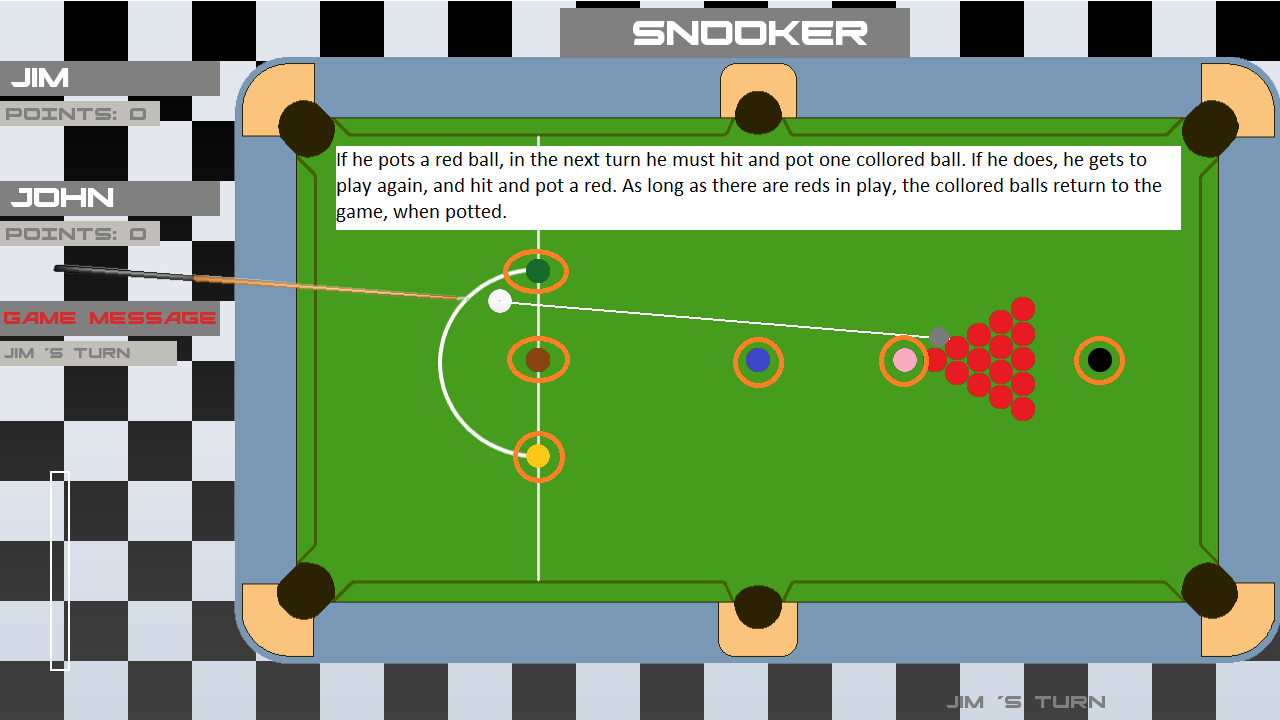 SNOOKER
JIM
POINTS: 0
If he pots a red ball, in the next turn he must hit and pot one collored ball. If he does, he gets to
play again, and hit and pot a red. As long as there are reds in play, the collored balls return to the
game, when potted.
JOHN
POINTS: 0
GAME MESSAGE
JIM ´S TURN
JIM ´S TURN